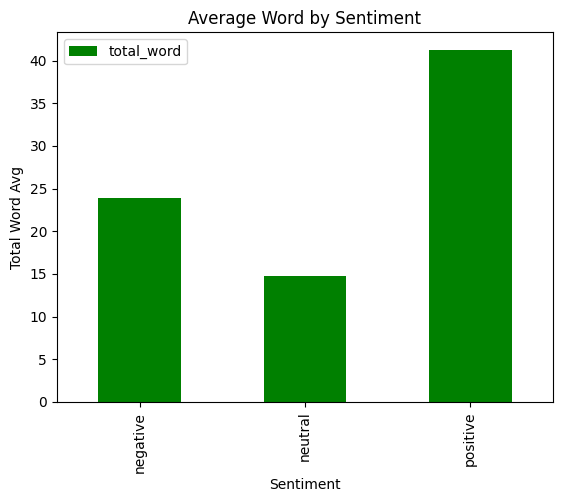 Average Word by Sentiment
total_word
Total Word Avg
40
35
30
25
20
15
10
5
0
negative
neutral
positive
Sentiment